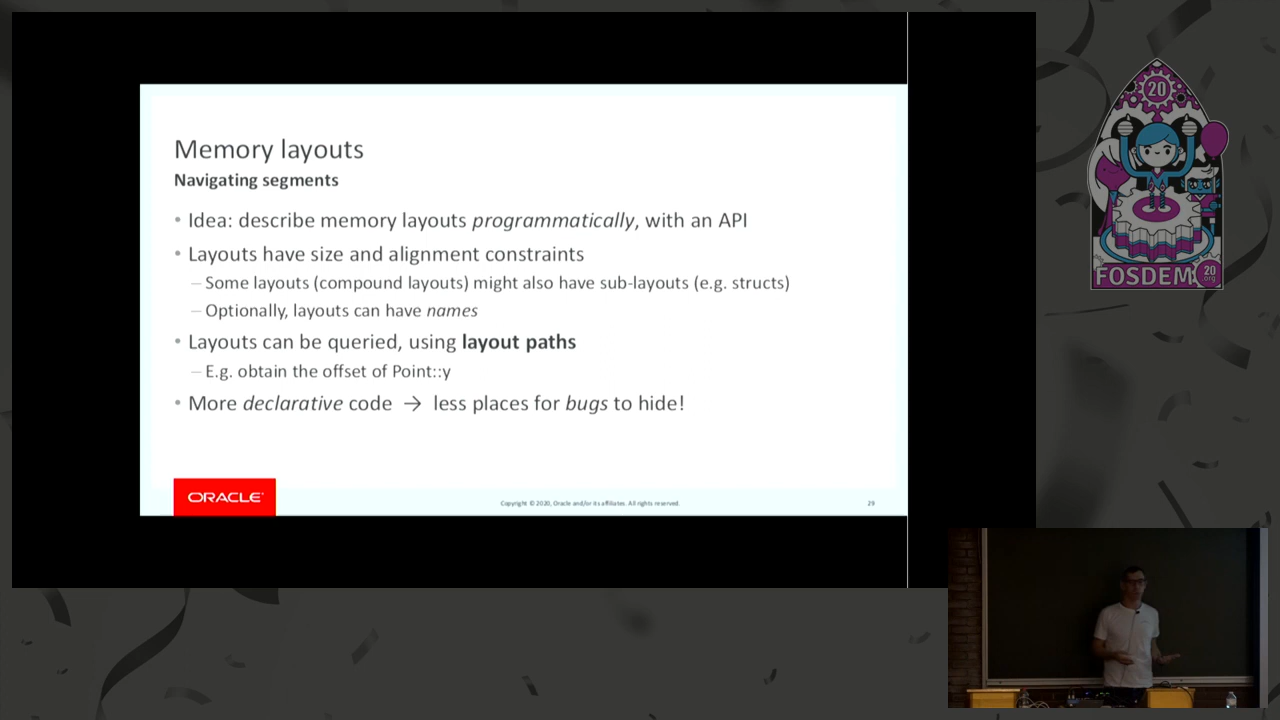 Memory layouts
Navigating segments
• Idea: describe memory layouts programmatically, with an API
• Layouts have size and alignment constraints
– Some layouts (compound layouts) might also have sub-layouts (e.g. structs)
– Optionally, layouts can have names
• Layouts can be queried, using layout paths
– E.g. obtain the offset of Point::y
• More declarative code → less places for bugs to hide!
ORACLE
Copyright © 2020, Oracle and/or its affiliates. All rights reserved.
29
20
FOSDEM
20
.org